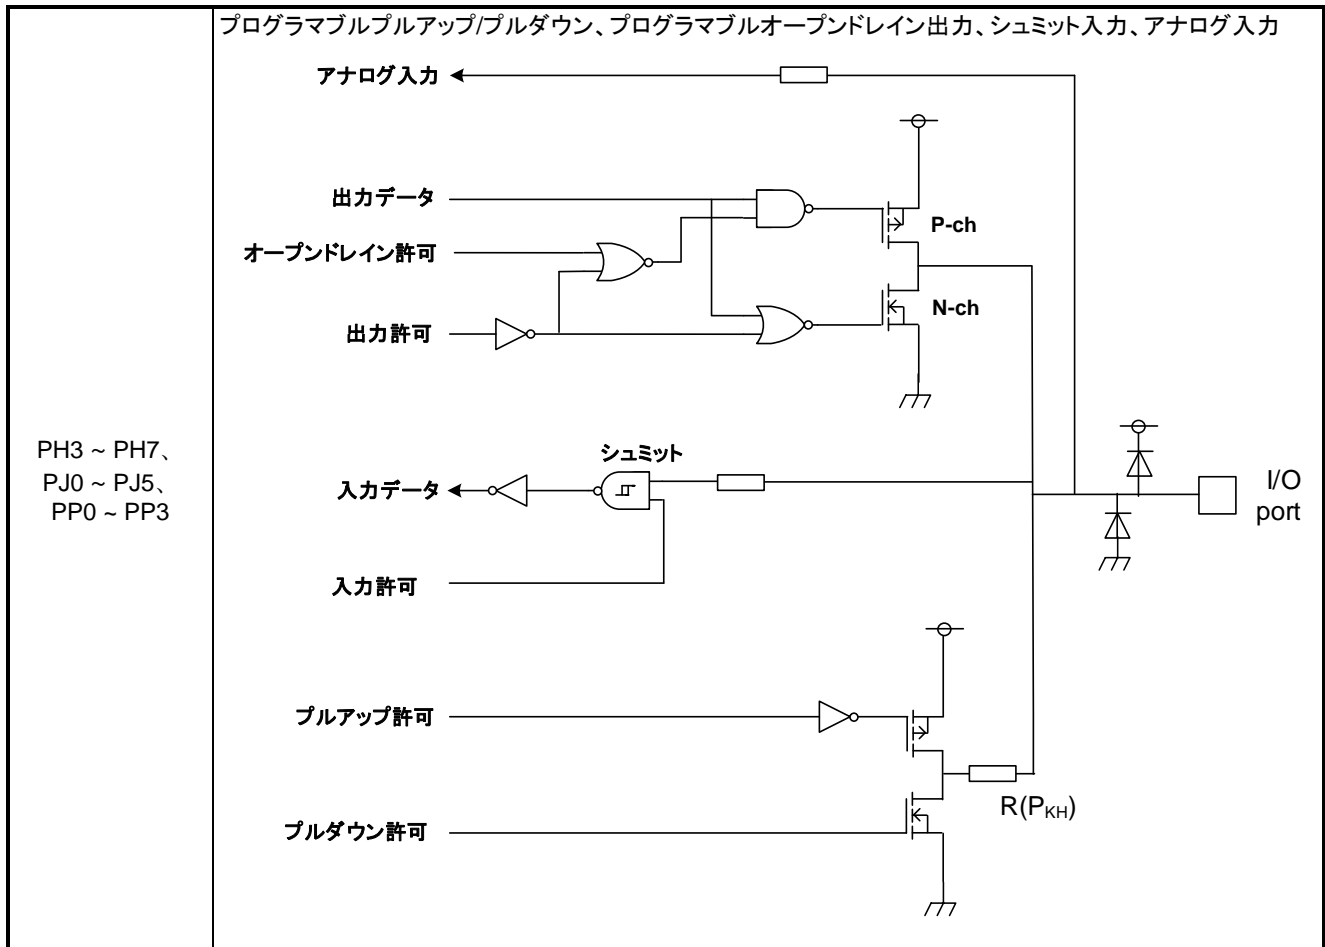 プログラマブルプルアップ/プルダウン、プログラマブルオープンドレイン出力、シュミット入力、アナログ入力
アナログ入力
出力データ
P-ch
オープンドレイン許可
N-ch
出力許可
PH3 ~ PH7、
PJ0 ~ PJ5、
PP0 ~ PP3
シュミット
入力データ
I/O
port
入力許可
プルアップ許可
R(PKH)
プルダウン許可